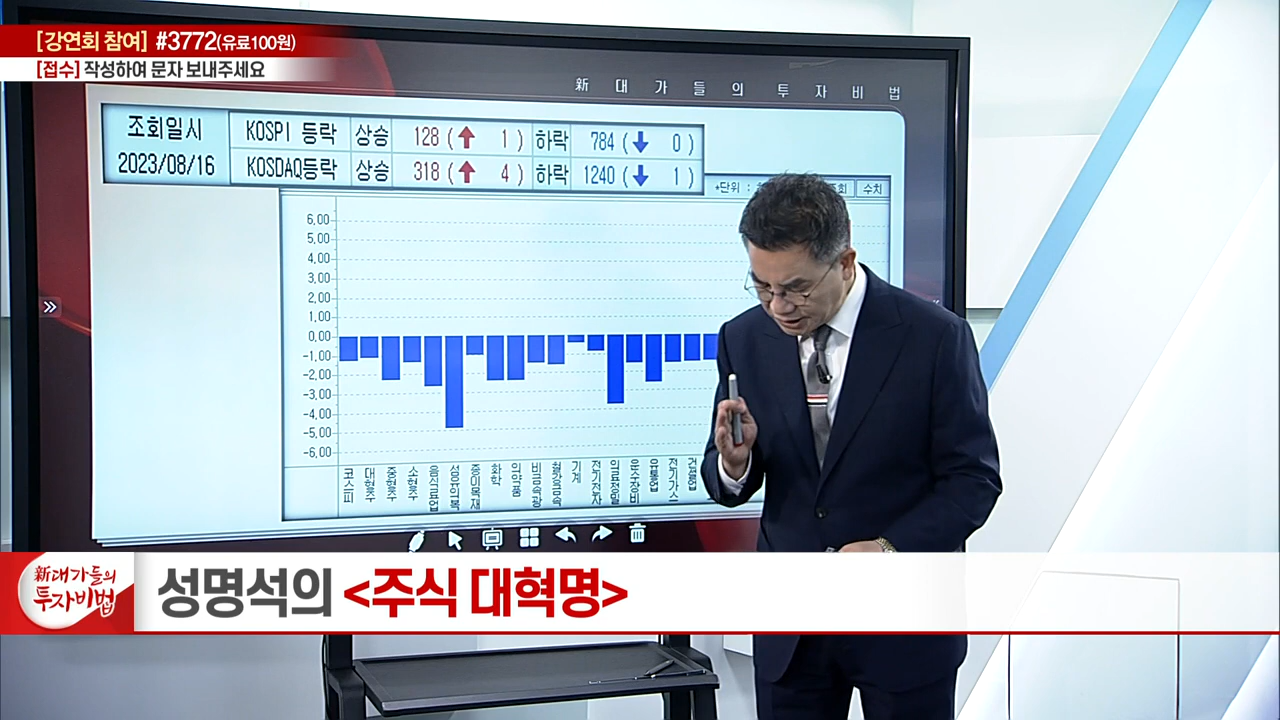 [강연회 참여] #3772(유료100원)
[접수] 작성하여 문자 보내주세요
新 대 가 들 의 투 자 비 법
조회일시
2023/08/16
KOSPI 등락 상승 128 ( 1 ) 하락 784 ( 0 )
KOSDAQ등락 상승 318 ( 4 ) 하락 1240 ( 1 )
+단위 :
조회 수치
6,00
5,00
4,00
3,00
2,00
1,00
0,00
-1,00
-2,00
-3,00
-4,00
-5,00
-6,00
코스피
대형주
중형주
소형주
음식료업
섬유의복
종이목재
화학
의약품
비금속광
철강금속
기계
전기전자
의료정밀
운수장비
유통업
전기가스
건설업
新대가들의
투자비법
성명석의 <주식 대혁명>